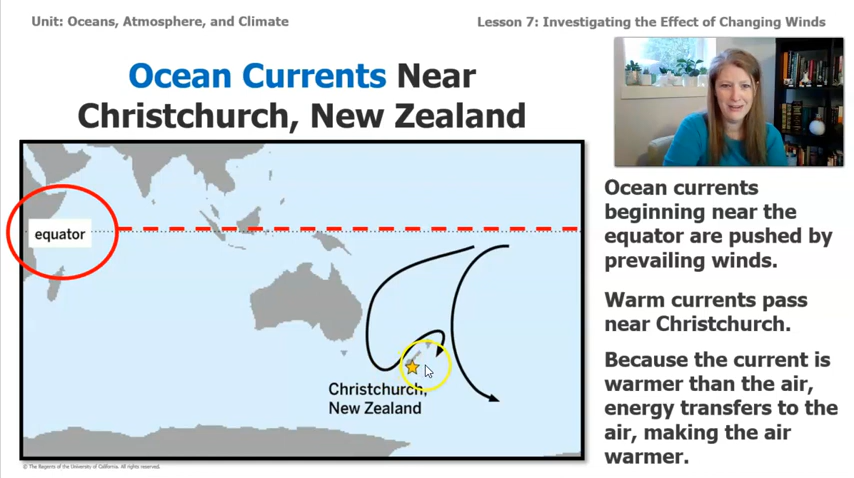 Unit: Oceans, Atmosphere, and Climate
Lesson 7: Investigating the Effect of Changing Winds
Ocean Currents Near
Christchurch, New Zealand
equator
Christchurch,
New Zealand
© The Regents of the University of California. All rights reserved.
Ocean currents
beginning near the
equator are pushed by
prevailing winds.
Warm currents pass
near Christchurch.
Because the current is
warmer than the air,
energy transfers to the
air, making the air
warmer.